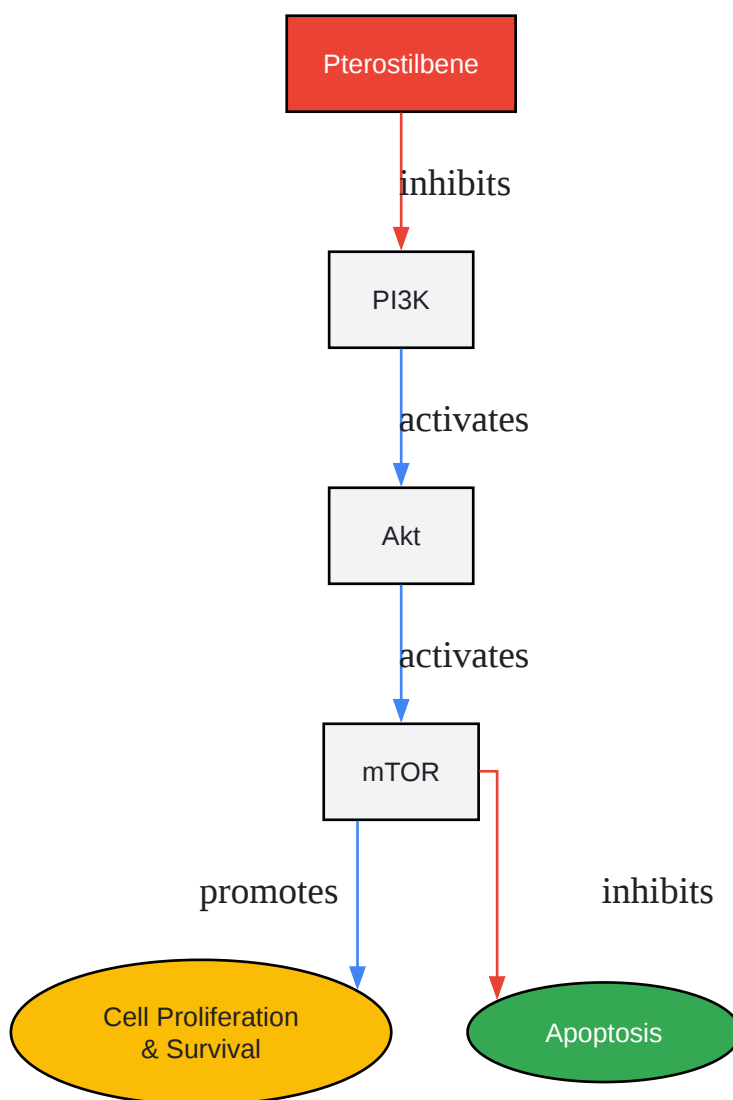 Pterostilbene
inhibits
PI3K
activates
Akt
activates
mTOR
promotes
inhibits
Cell Proliferation
& Survival
Apoptosis